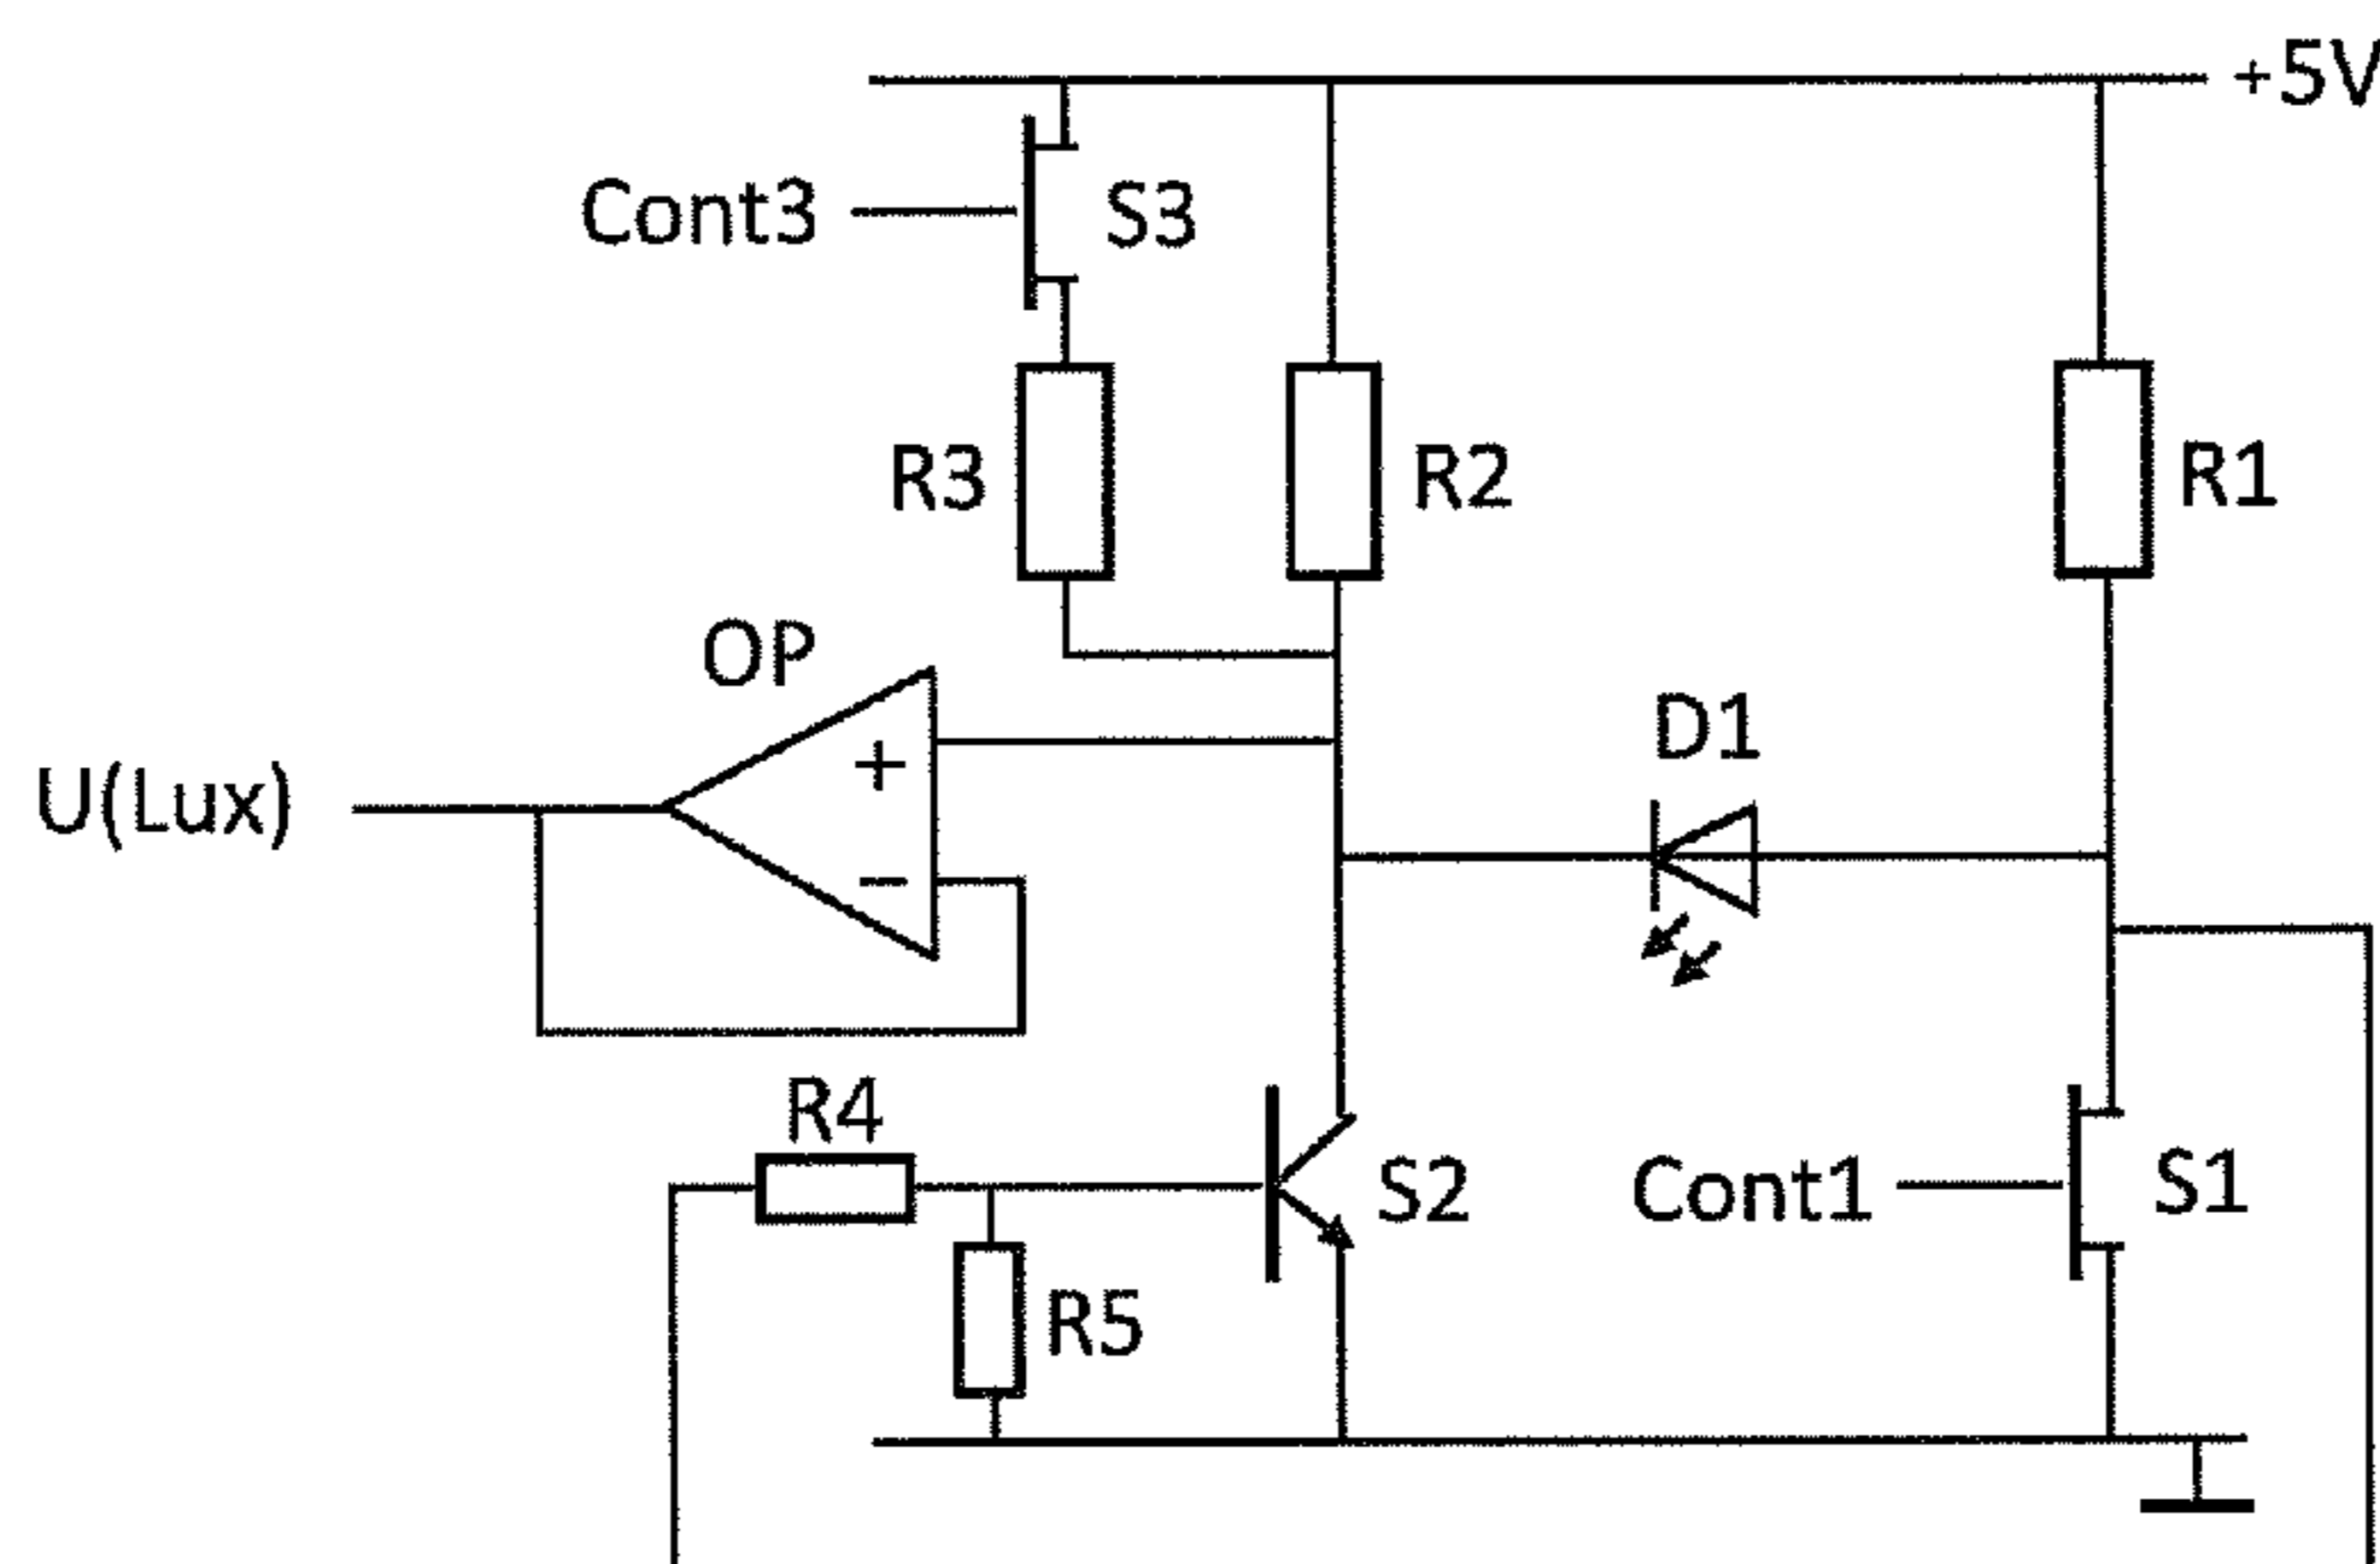 +5V
Cont3
S3
R3
R2
R1
OP
D1
+
U(Lux)
−
R4
S2
Cont1
S1
R5